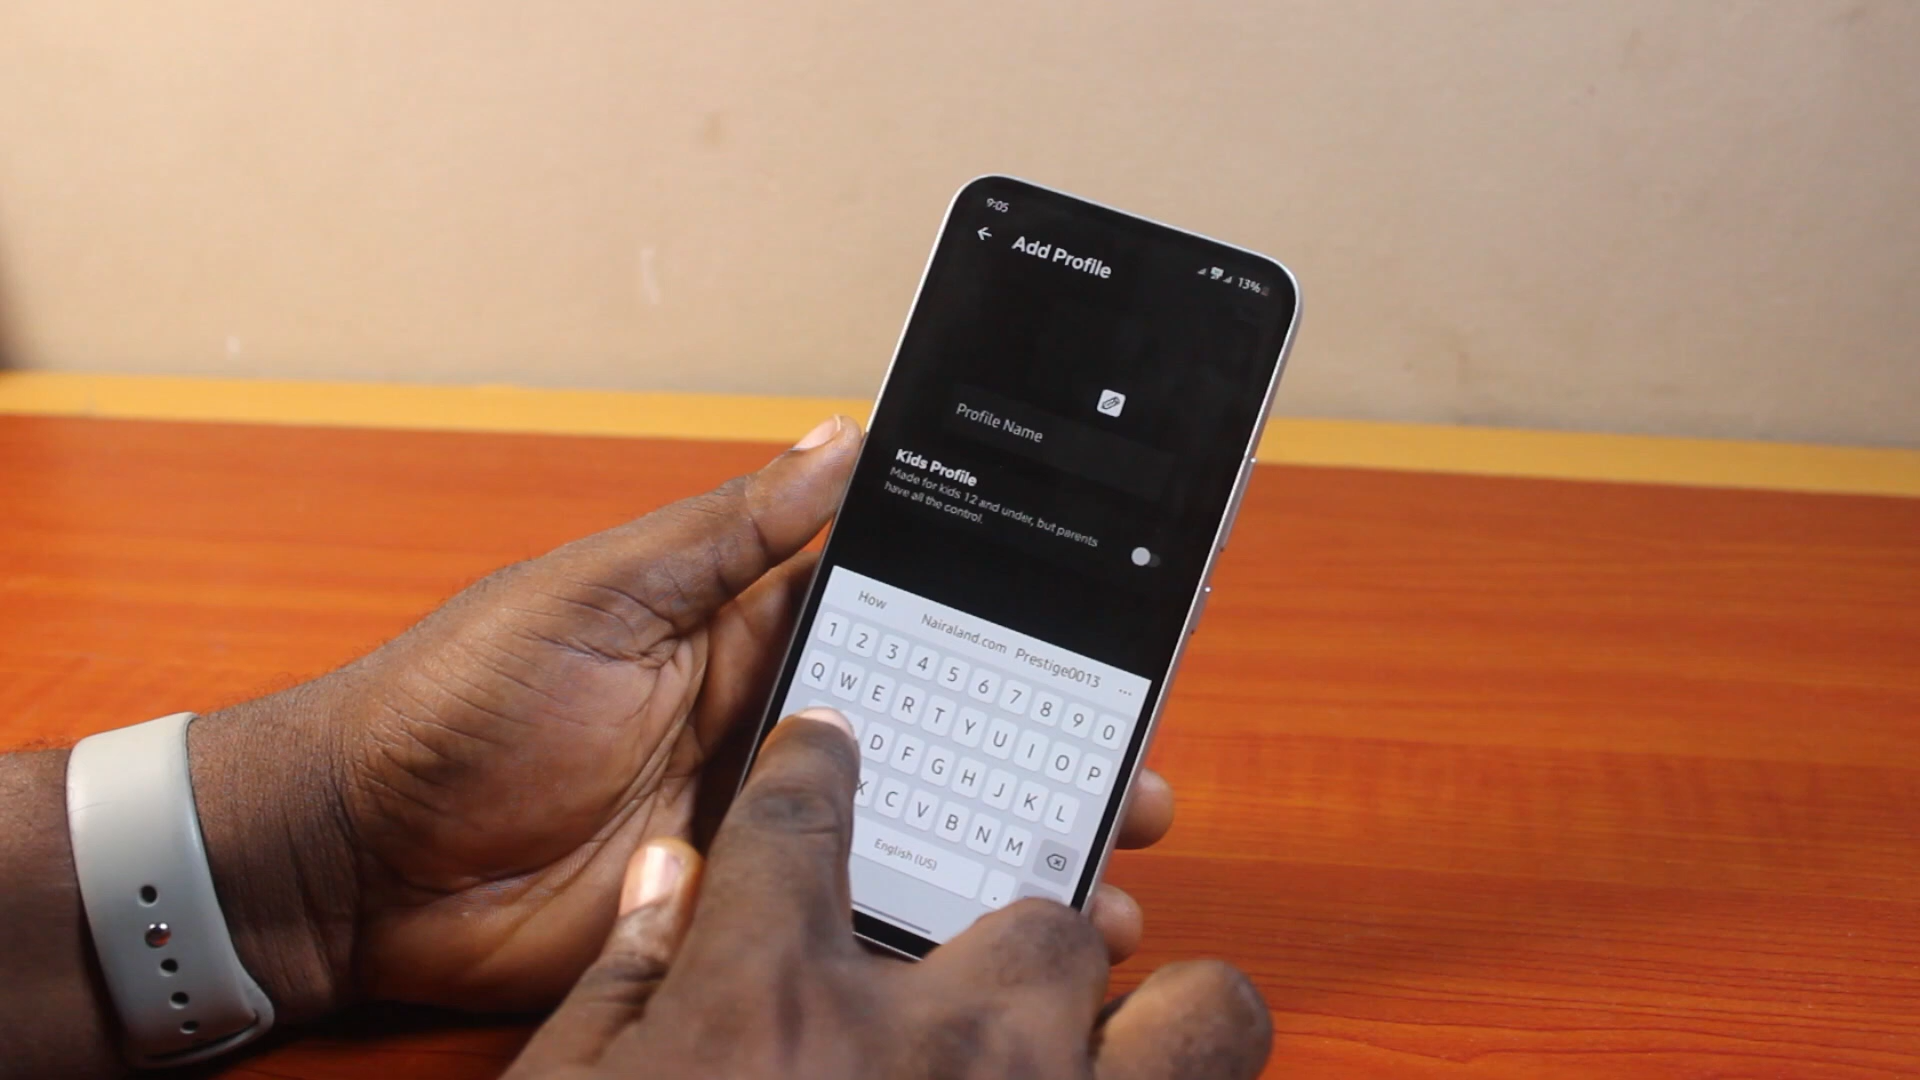 9:05
13%
Add Profile
Profile Name
Kids Profile
Made for kids 12 and under, but parents
have all the control.
How Nairaland.com Prestige0013 ...
1 2 3 4 5 6 7 8 9 0
Q W E R T Y U I O P
D F G H J K L
X C V B N M
English (US) .